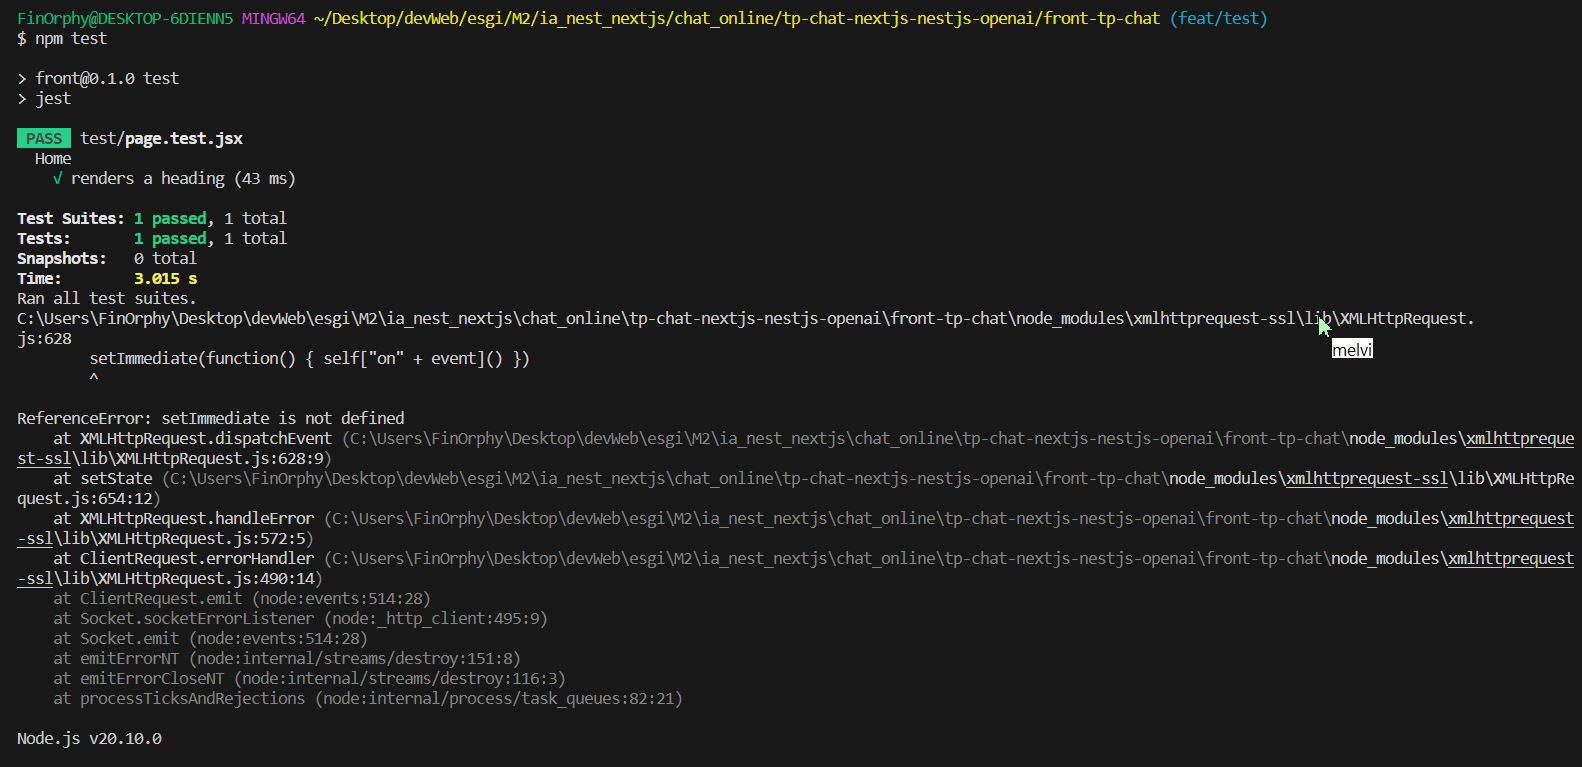 FinOrphy@DESKTOP-6DIENN5 MINGW64 ~/Desktop/devWeb/esgi/M2/ia_nest_nextjs/chat_online/tp-chat-nextjs-nestjs-openai/front-tp-chat (feat/test)
$ npm test
> front@0.1.0 test
> jest
PASS test/page.test.jsx
Home
√ renders a heading (43 ms)
Test Suites: 1 passed, 1 total
Tests: 1 passed, 1 total
Snapshots: 0 total
Time: 3.015 s
Ran all test suites.
C:\Users\FinOrphy\Desktop\devWeb\esgi\M2\ia_nest_nextjs\chat_online\tp-chat-nextjs-nestjs-openai\front-tp-chat\node_modules\xmlhttprequest-ssl\lib\XMLHttpRequest.
js:628
melvi
setImmediate(function() { self["on" + event]() })
^
ReferenceError: setImmediate is not defined
at XMLHttpRequest.dispatchEvent (C:\Users\FinOrphy\Desktop\devWeb\esgi\M2\ia_nest_nextjs\chat_online\tp-chat-nextjs-nestjs-openai\front-tp-chat\node_modules\xmlhttpreque
st-ssl\lib\XMLHttpRequest.js:628:9)
at setState (C:\Users\FinOrphy\Desktop\devWeb\esgi\M2\ia_nest_nextjs\chat_online\tp-chat-nextjs-nestjs-openai\front-tp-chat\node_modules\xmlhttprequest-ssl\lib\XMLHttpRe
quest.js:654:12)
at XMLHttpRequest.handleError (C:\Users\FinOrphy\Desktop\devWeb\esgi\M2\ia_nest_nextjs\chat_online\tp-chat-nextjs-nestjs-openai\front-tp-chat\node_modules\xmlhttprequest
-ssl\lib\XMLHttpRequest.js:572:5)
at ClientRequest.errorHandler (C:\Users\FinOrphy\Desktop\devWeb\esgi\M2\ia_nest_nextjs\chat_online\tp-chat-nextjs-nestjs-openai\front-tp-chat\node_modules\xmlhttprequest
-ssl\lib\XMLHttpRequest.js:490:14)
at ClientRequest.emit (node:events:514:28)
at Socket.socketErrorListener (node:_http_client:495:9)
at Socket.emit (node:events:514:28)
at emitErrorNT (node:internal/streams/destroy:151:8)
at emitErrorCloseNT (node:internal/streams/destroy:116:3)
at processTicksAndRejections (node:internal/process/task_queues:82:21)
Node.js v20.10.0